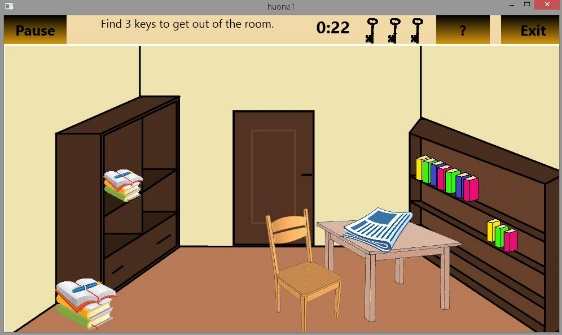 huone1
Pause
Find 3 keys to get out of the room.
0:22
?
Exit